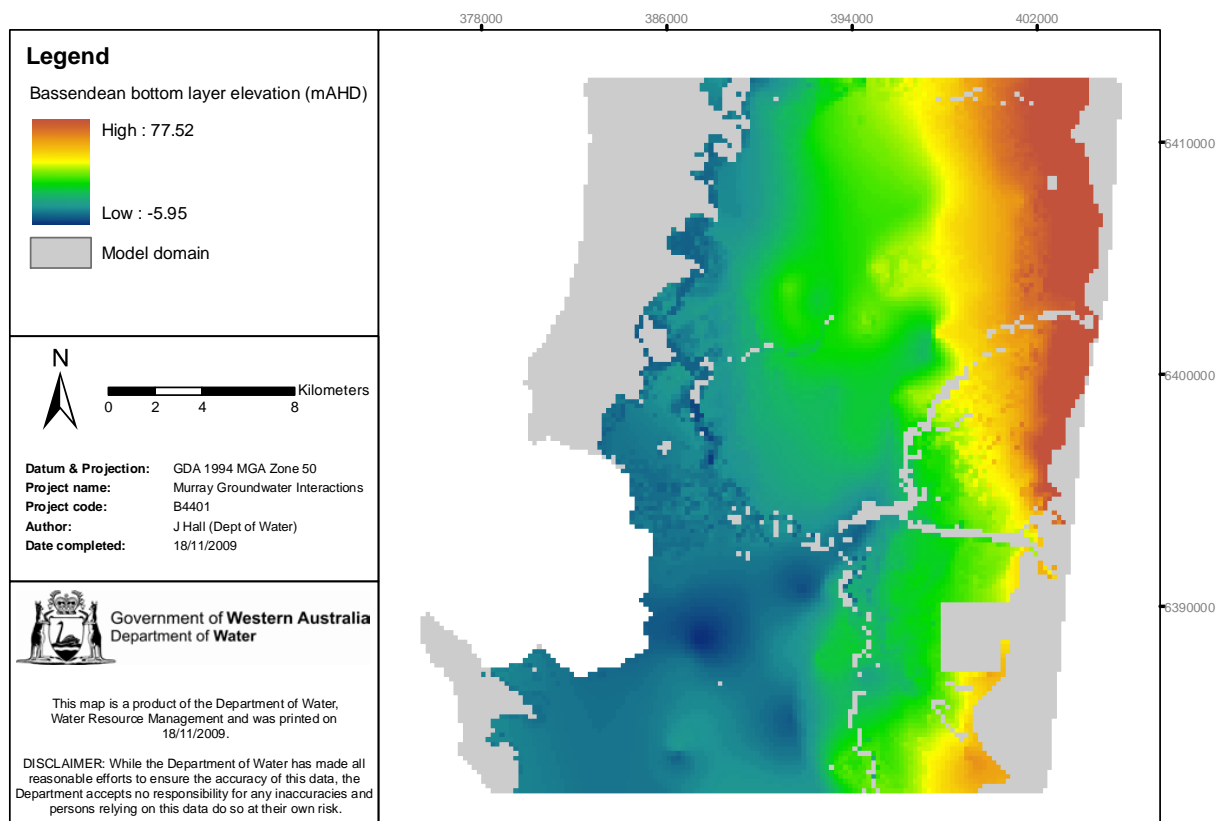 378000 386000 394000 402000
Legend
Bassendean bottom layer elevation (mAHD)
High : 77.52
Low : -5.95
Model domain
6410000
6400000
6390000
N
Kilometers
0 2 4 8
Datum & Projection: GDA 1994 MGA Zone 50
Project name: Murray Groundwater Interactions
Project code: B4401
Author: J Hall (Dept of Water)
Date completed: 18/11/2009
Government of Western Australia
Department of Water
This map is a product of the Department of Water,
Water Resource Management and was printed on
18/11/2009.
DISCLAIMER: While the Department of Water has made all
reasonable efforts to ensure the accuracy of this data, the
Department accepts no responsibility for any inaccuracies and
persons relying on this data do so at their own risk.